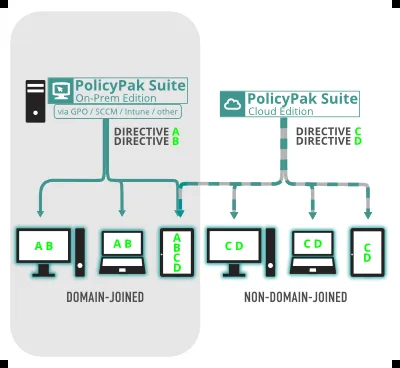 PolicyPak Suite
On-Prem Edition
via GPO / SCCM / Intune / other
DIRECTIVE A
DIRECTIVE B
PolicyPak Suite
Cloud Edition
DIRECTIVE C
DIRECTIVE D
A B
A B
A
B
C
D
C D
C D
C
D
DOMAIN-JOINED
NON-DOMAIN-JOINED